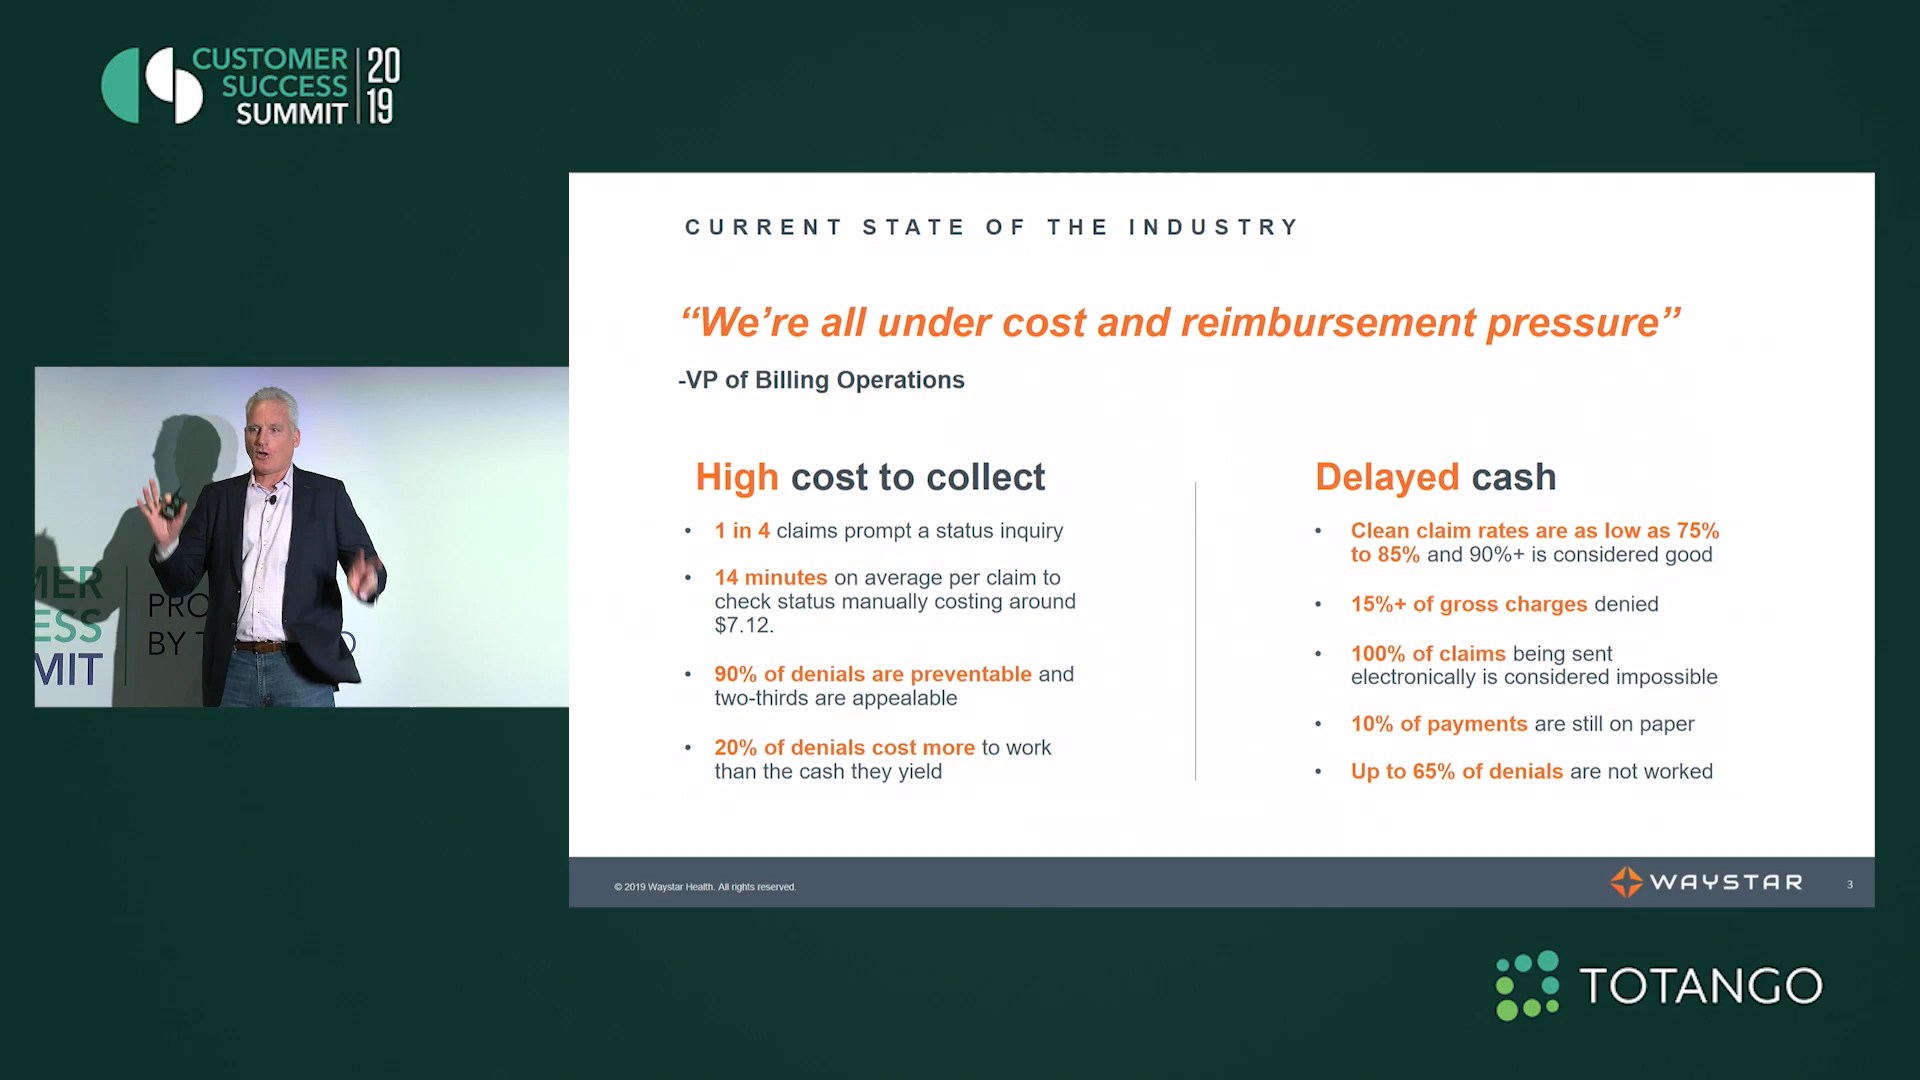 CUSTOMER
SUCCESS
SUMMIT
20
19
CURRENT STATE OF THE INDUSTRY
“We’re all under cost and reimbursement pressure”
-VP of Billing Operations
High cost to collect
• 1 in 4 claims prompt a status inquiry
• 14 minutes on average per claim to
check status manually costing around
$7.12.
• 90% of denials are preventable and
two-thirds are appealable
• 20% of denials cost more to work
than the cash they yield
Delayed cash
• Clean claim rates are as low as 75%
to 85% and 90%+ is considered good
• 15%+ of gross charges denied
• 100% of claims being sent
electronically is considered impossible
• 10% of payments are still on paper
• Up to 65% of denials are not worked
© 2019 Waystar Health. All rights reserved.
WAYSTAR
3
MER
ESS
MIT
PRO
BY T
TOTANGO